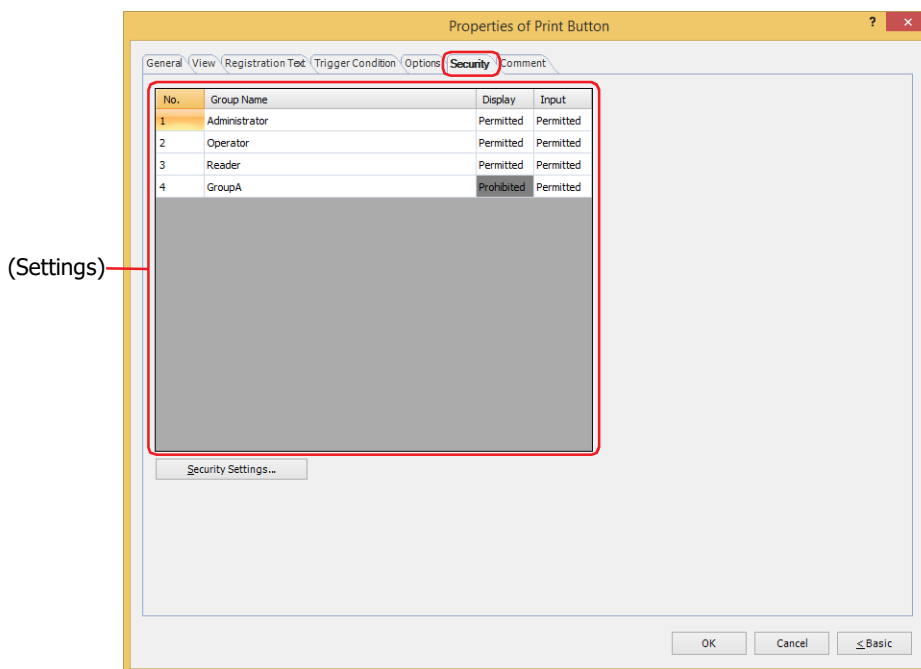 Properties of Print Button
? ×
General View Registration Text Trigger Condition Options Security Comment
No. Group Name Display Input
1 Administrator Permitted Permitted
2 Operator Permitted Permitted
3 Reader Permitted Permitted
4 GroupA Prohibited Permitted
(Settings)
Security Settings...
OK Cancel < Basic